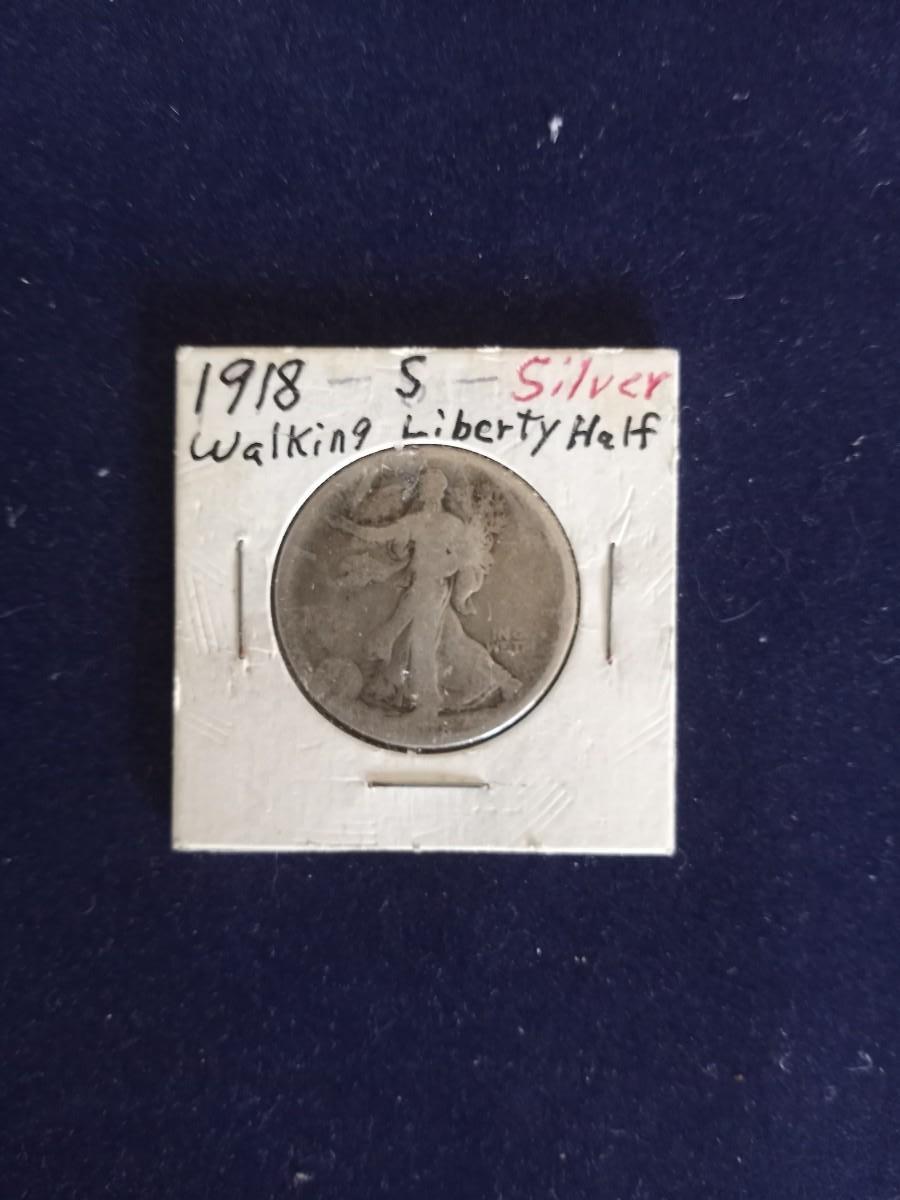 1918 - S - Silver
Walking Liberty Half